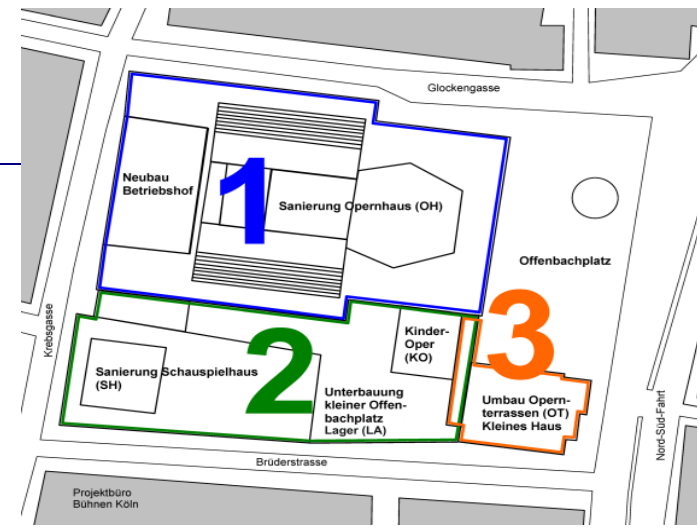 Glockengasse
Neubau
Betriebshof
1
Sanierung Opernhaus (OH)
Offenbachplatz
Krebsgasse
2
3
Kinder-
Oper
(KO)
Sanierung Schauspielhaus
(SH)
Unterbauung
kleiner Offen-
bachplatz
Lager (LA)
Umbau Opern-
terrassen (OT)
Kleines Haus
Nord-Süd-Fahrt
Brüderstrasse
Projektbüro
Bühnen Köln